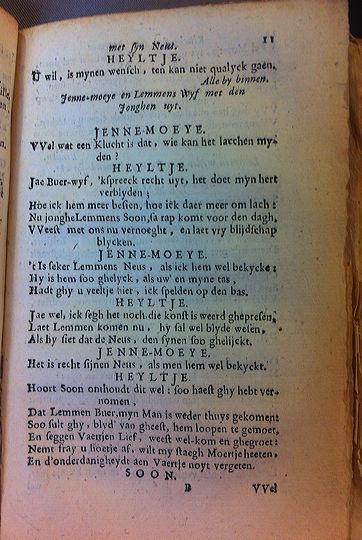 met syn Neus.
11
HEYLTJE.
U wil, is mynen wensch, ten kan niet qualyck gaen.
Alle by binnen.
Jenne-moeye en Lemmens Wyf met den
Jonghen uyt.
JENNE-MOEYE.
VVel wat een Klucht is dat, wie kan het lacchen my-
den?
HEYLTJE.
Jae Buer-wyf, 'kspreeck recht uyt, het doet myn hert
verblyden;
Hoe ick hem meer besien, hoe ick daer meer om lach:
Nu jonghe Lemmens Soon, sa rap komt voor den dagh,
VVeest met ons nu vernoeght, en laet vry blijdschap
blycken.
JENNE-MOEYE.
't Is seker Lemmens Neus, als ick hem wel bekycke:
Hy is hem soo ghelyck, als uw' en myne tas,
Hadt ghy u veeltje hier, ick spelden op den bas.
HEYLTJE.
Jae wel, ick segh het noch, die konst is weerd ghepresen,
Laet Lemmen komen nu, hy sal wel blyde wesen,
Als hy siet dat de Neus, den synen soo ghelijckt.
JENNE-MOEYE.
Het is recht sijnen Neus, als men hem wel bekyckt.
HEYLTJE.
Hoort Soon onthoudt dit wel: soo haest ghy hebt ver-
nomen,
Dat Lemmen Buer, myn Man is weder thuys gekoment
Soo sult ghy, blyd' van gheest, hem loopen te gemoet,
En seggen Vaertjen Lief, weest wel-kom en ghegroet:
Nemt fray u hoetje af, wilt my staegh Moertje heeten,
En d'onderdanigheydt aen Vaertje noyt vergeten.
SOON.
B
VVel